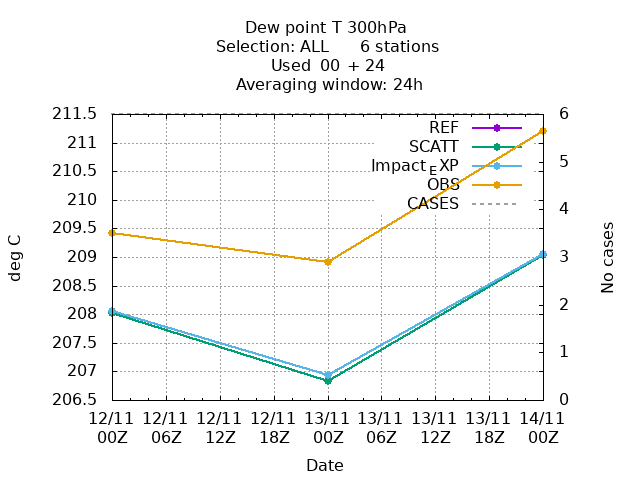 Dew point T 300hPa
Selection: ALL 6 stations
Used 00 + 24
Averaging window: 24h
211.5
211
210.5
210
209.5
209
208.5
208
207.5
207
206.5
deg C
6
5
4
3
2
1
0
No cases
REF
SCATT
Impact_EXP
OBS
CASES
12/11 12/11 12/11 12/11 13/11 13/11 13/11 13/11 14/11
00Z 06Z 12Z 18Z 00Z 06Z 12Z 18Z 00Z
Date